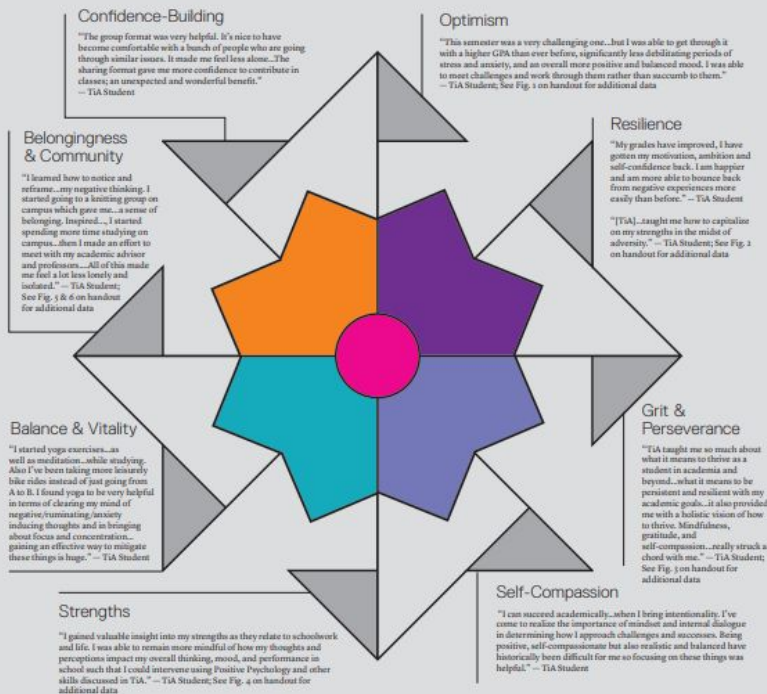 Confidence-Building
"The group format was very helpful. It's nice to have
become comfortable with a bunch of people who are going
through similar issues. It made me feel less alone...The
sharing format gave me more confidence to contribute in
classes; an unexpected and wonderful benefit."
— TiA Student
Optimism
"This semester was a very challenging one...but I was able to get through it
with a higher GPA than ever before, significantly less debilitating periods of
stress and anxiety, and an overall more positive and balanced mood. I was able
to meet challenges and work through them rather than succumb to them."
— TiA Student; See Fig. 1 on handout for additional data
Belongingness
& Community
"I learned how to notice and
reframe...my negative thinking. I
started going to a knitting group on
campus which gave me...a sense of
belonging. Inspired..., I started
spending more time studying on
campus...then I made an effort to
meet with my academic advisor
and professors....All of this made
me feel a lot less lonely and
isolated." — TiA Student;
See Fig. 5 & 6 on handout
for additional data
Resilience
"My grades have improved, I have
gotten my motivation, ambition and
self-confidence back. I am happier
and am more able to bounce back
from negative experiences more
easily than before." — TiA Student
"[TiA]...taught me how to capitalize
on my strengths in the midst of
adversity." — TiA Student; See Fig. 2
on handout for additional data
Balance & Vitality
"I started yoga exercises...as
well as meditation...while studying.
Also I've been taking more leisurely
bike rides instead of just going from
A to B. I found yoga to be very helpful
in terms of clearing my mind of
negative/ruminating/anxiety
inducing thoughts and in bringing
about focus and concentration...
gaining an effective way to mitigate
these things is huge." — TiA Student
Grit &
Perseverance
"TiA taught me so much about
what it means to thrive as a
student in academia and
beyond...what it means to be
persistent and resilient with my
academic goals...it also provided
me with a holistic vision of how
to thrive. Mindfulness,
gratitude, and
self-compassion...really struck a
chord with me." — TiA Student;
See Fig. 3 on handout for
additional data
Strengths
"I gained valuable insight into my strengths as they relate to schoolwork
and life. I was able to remain more mindful of how my thoughts and
perceptions impact my overall thinking, mood, and performance in
school such that I could intervene using Positive Psychology and other
skills discussed in TiA." — TiA Student; See Fig. 4 on handout for
additional data
Self-Compassion
"I can succeed academically...when I bring intentionality. I've
come to realize the importance of mindset and internal dialogue
in determining how I approach challenges and successes. Being
positive, self-compassionate but also realistic and balanced have
historically been difficult for me so focusing on these things was
helpful." — TiA Student